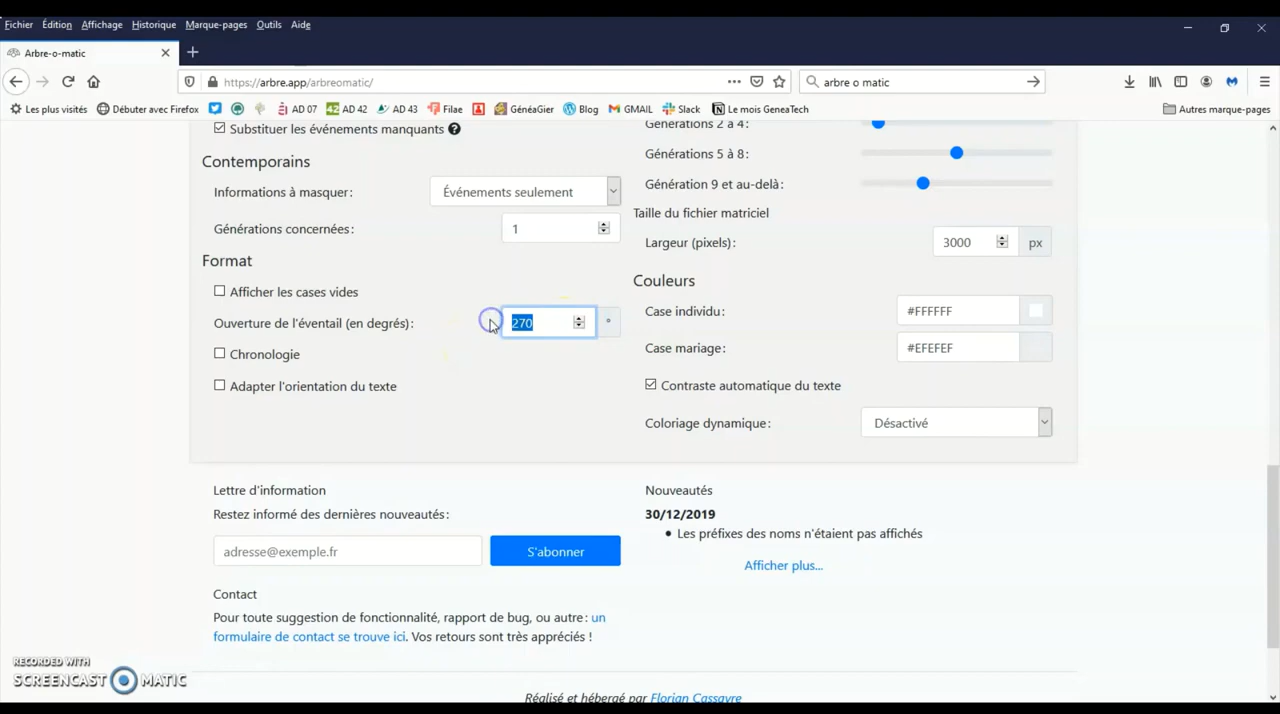 Fichier Édition Affichage Historique Marque-pages Outils Aide
Arbre-o-matic
https://arbre.app/arbreomatic/
arbre o matic
Les plus visités Débuter avec Firefox AD 07 AD 42 AD 43 Filae GénéaGier Blog GMAIL Slack Le mois GeneaTech Autres marque-pages
Substituer les événements manquants ?
Contemporains
Informations à masquer : Événements seulement
Générations concernées : 1
Format
Afficher les cases vides
Ouverture de l'éventail (en degrés) : 270 °
Chronologie
Adapter l'orientation du texte
Générations 2 à 4 :
Générations 5 à 8 :
Génération 9 et au-delà :
Taille du fichier matriciel
Largeur (pixels) : 3000 px
Couleurs
Case individu : #FFFFFF
Case mariage : #EFEFEF
Contraste automatique du texte
Coloriage dynamique : Désactivé
Lettre d'information
Restez informé des dernières nouveautés :
adresse@exemple.fr S'abonner
Contact
Pour toute suggestion de fonctionnalité, rapport de bug, ou autre : un
formulaire de contact se trouve ici. Vos retours sont très appréciés !
Nouveautés
30/12/2019
• Les préfixes des noms n'étaient pas affichés
Afficher plus...
RECORDED WITH
SCREENCAST MATIC
Réalisé et hébergé par Florian Cassayre